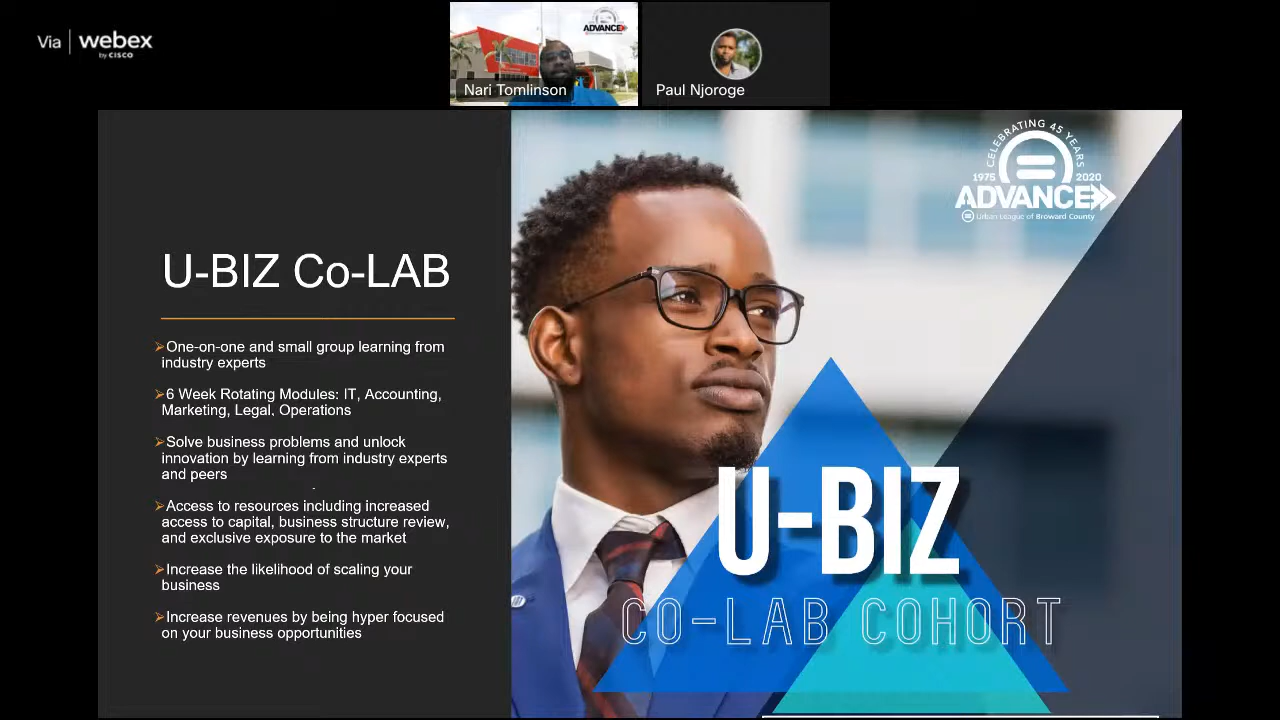 Via webex
by CISCO
ADVANCE
Nari Tomlinson
Paul Njoroge
CELEBRATING 45 YEARS
1975 2020
ADVANCE
Urban League of Broward County
U-BIZ Co-LAB
➢One-on-one and small group learning from
industry experts
➢6 Week Rotating Modules: IT, Accounting,
Marketing, Legal, Operations
➢Solve business problems and unlock
innovation by learning from industry experts
and peers
➢Access to resources including increased
access to capital, business structure review,
and exclusive exposure to the market
➢Increase the likelihood of scaling your
business
➢Increase revenues by being hyper focused
on your business opportunities
U-BIZ
CO-LAB COHORT